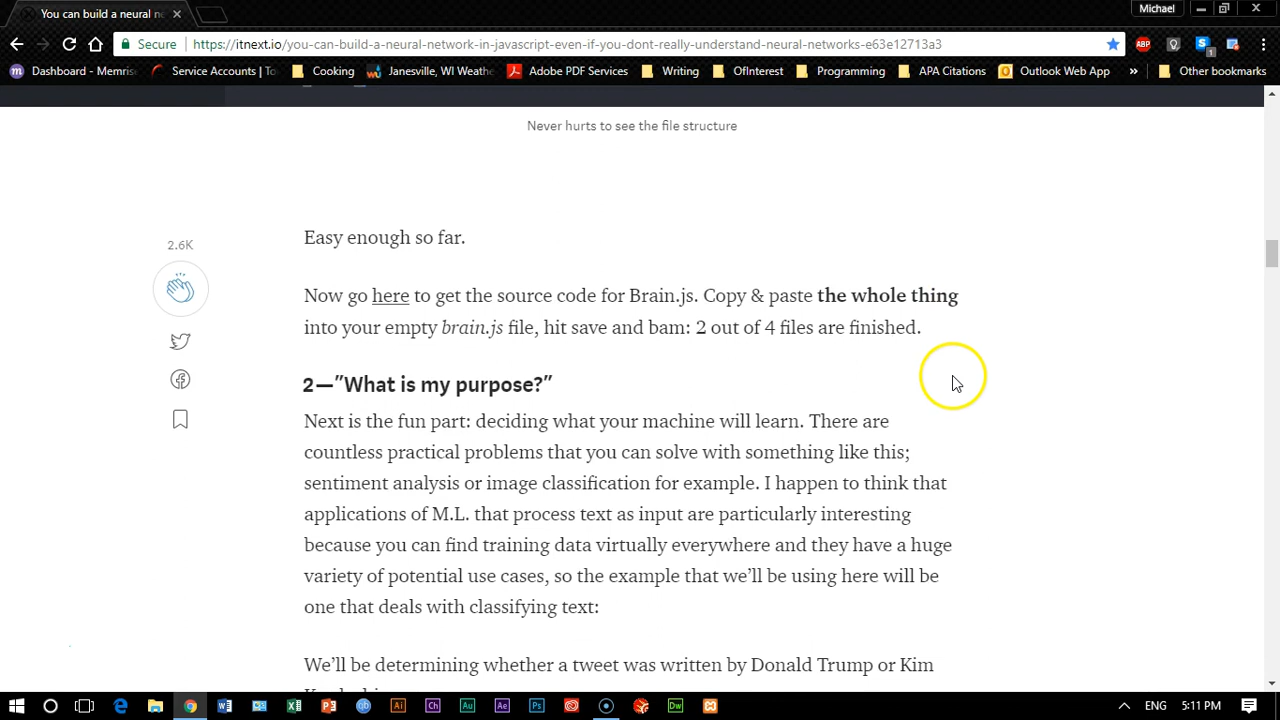 You can build a neural ne
Michael
Secure
https://itnext.io/you-can-build-a-neural-network-in-javascript-even-if-you-dont-really-understand-neural-networks-e63e12713a3
Dashboard - Memrise
Service Accounts | To
Cooking
Janesville, WI Weathe
Adobe PDF Services
Writing
OfInterest
Programming
APA Citations
Outlook Web App
Other bookmarks
Never hurts to see the file structure
Easy enough so far.
2.6K
Now go here to get the source code for Brain.js. Copy & paste the whole thing
into your empty brain.js file, hit save and bam: 2 out of 4 files are finished.
2—”What is my purpose?”
Next is the fun part: deciding what your machine will learn. There are
countless practical problems that you can solve with something like this;
sentiment analysis or image classification for example. I happen to think that
applications of M.L. that process text as input are particularly interesting
because you can find training data virtually everywhere and they have a huge
variety of potential use cases, so the example that we’ll be using here will be
one that deals with classifying text:
We’ll be determining whether a tweet was written by Donald Trump or Kim
ENG
5:11 PM